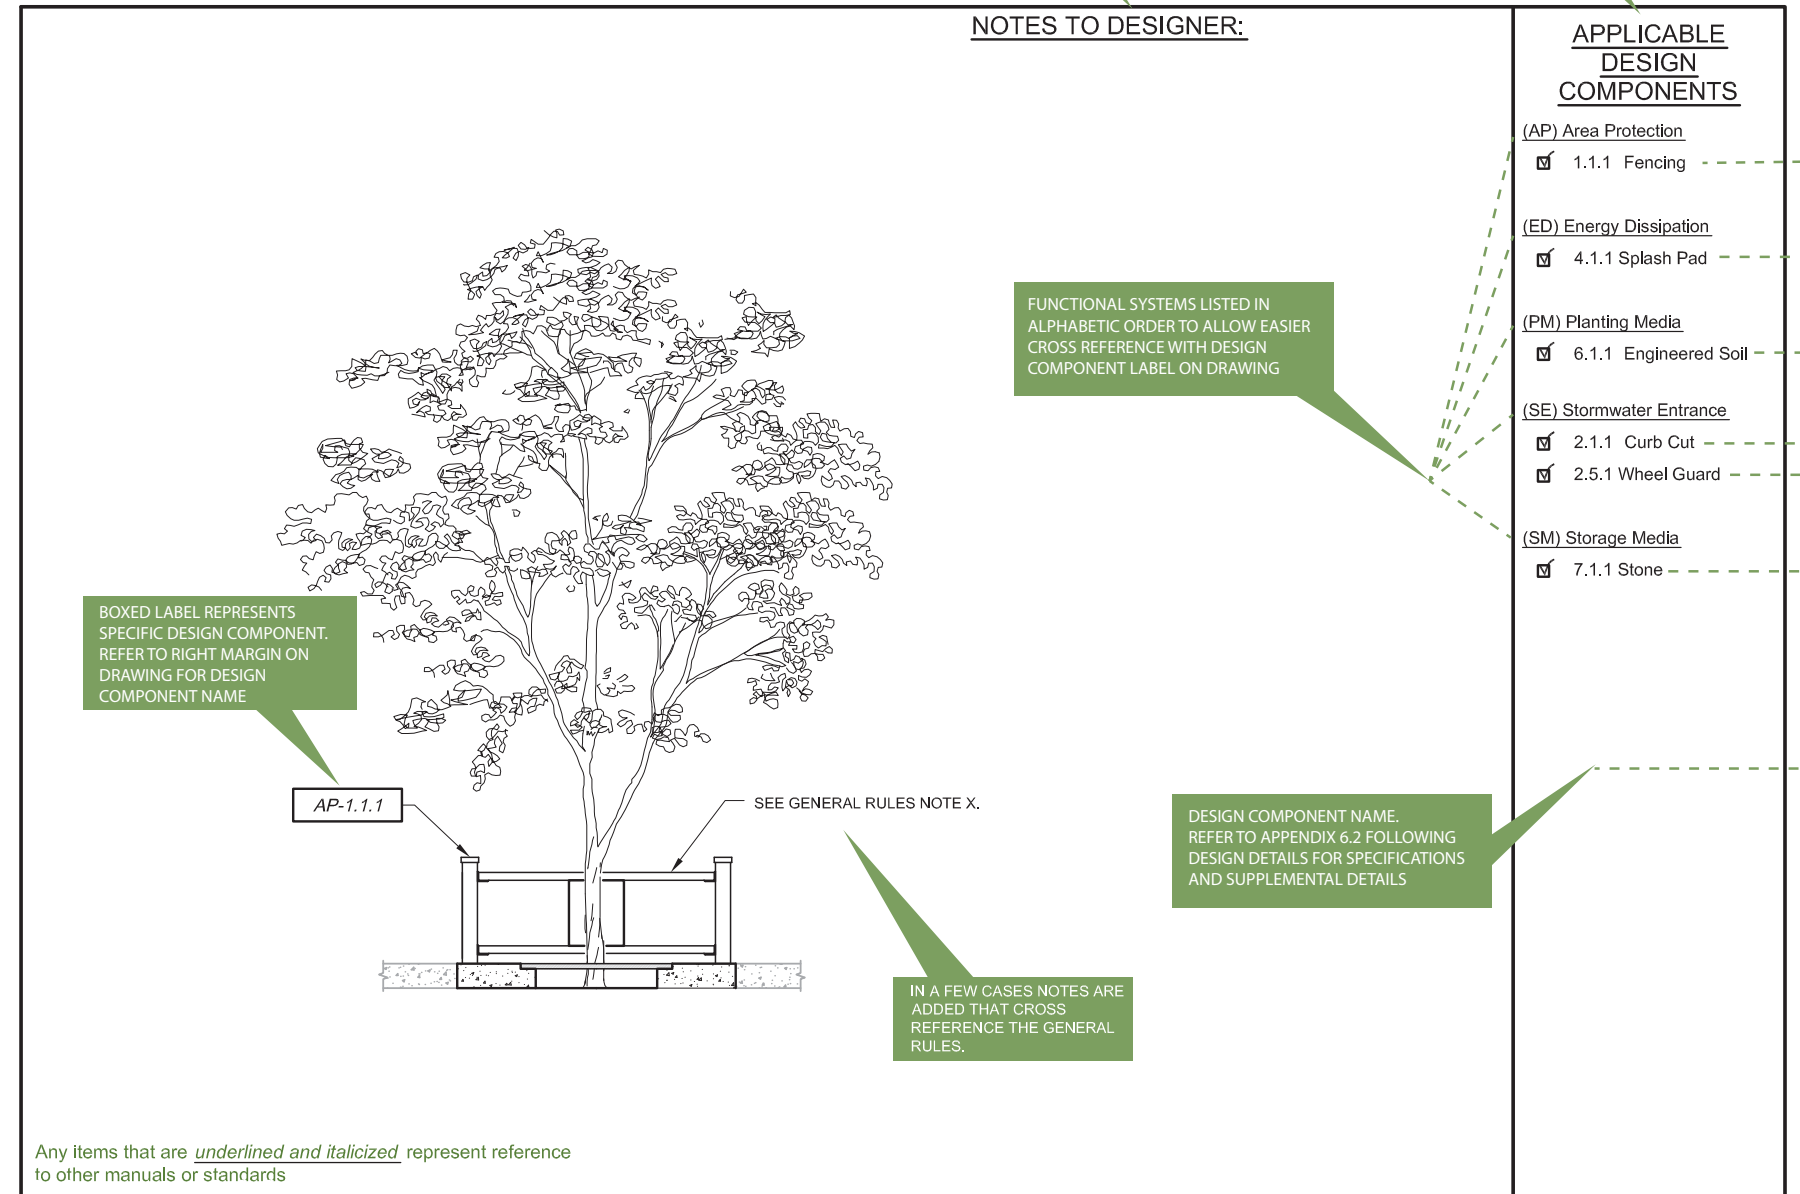 NOTES TO DESIGNER:
APPLICABLE
DESIGN
COMPONENTS
(AP) Area Protection
1.1.1 Fencing
(ED) Energy Dissipation
4.1.1 Splash Pad
(PM) Planting Media
6.1.1 Engineered Soil
(SE) Stormwater Entrance
2.1.1 Curb Cut
2.5.1 Wheel Guard
(SM) Storage Media
7.1.1 Stone
FUNCTIONAL SYSTEMS LISTED IN
ALPHABETIC ORDER TO ALLOW EASIER
CROSS REFERENCE WITH DESIGN
COMPONENT LABEL ON DRAWING
BOXED LABEL REPRESENTS
SPECIFIC DESIGN COMPONENT.
REFER TO RIGHT MARGIN ON
DRAWING FOR DESIGN
COMPONENT NAME
AP-1.1.1
SEE GENERAL RULES NOTE X.
DESIGN COMPONENT NAME.
REFER TO APPENDIX 6.2 FOLLOWING
DESIGN DETAILS FOR SPECIFICATIONS
AND SUPPLEMENTAL DETAILS
IN A FEW CASES NOTES ARE
ADDED THAT CROSS
REFERENCE THE GENERAL
RULES.
Any items that are underlined and italicized represent reference
to other manuals or standards